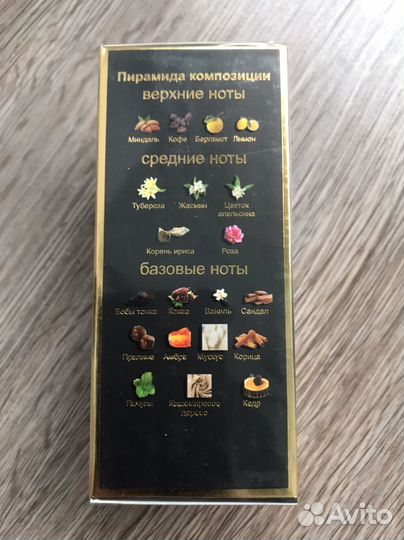 Пирамида композиции
верхние ноты
Миндаль Кофе Бергамот Лимон
средние ноты
Тубероза Жасмин Цветок апельсина
Корень ириса Роза
базовые ноты
Бобы тонка Какао Ваниль Сандал
Пралине Амбра Мускус Корица
Пачули Кашемировое дерево Кедр
Avito